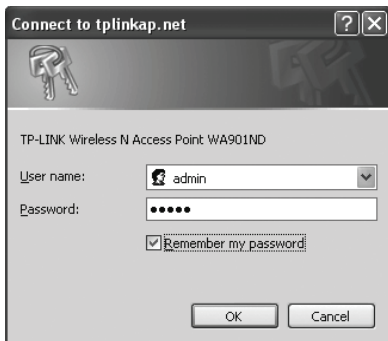 Connect to tplinkap.net
TP-LINK Wireless N Access Point WA901ND
User name: admin
Password: •••••
Remember my password
OK Cancel